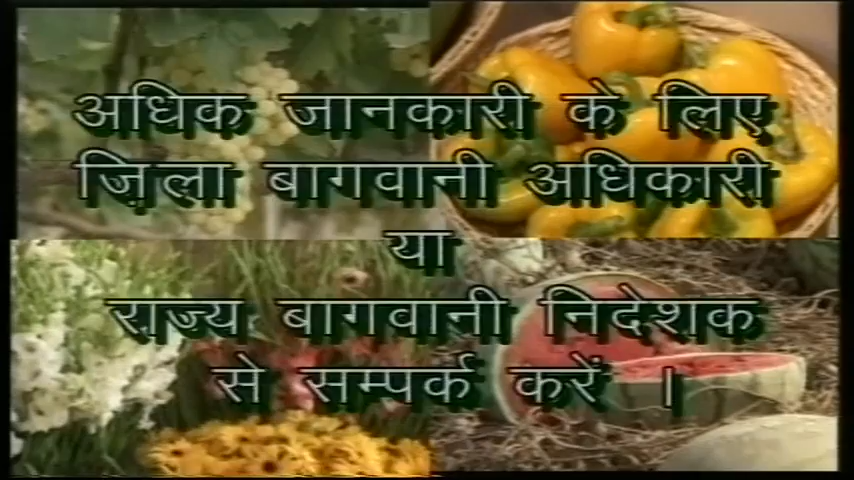 अधिक जानकारी के लिए
ज़िला बागवानी अधिकारी
या
राज्य बागवानी निदेशक
से सम्पर्क करें ।